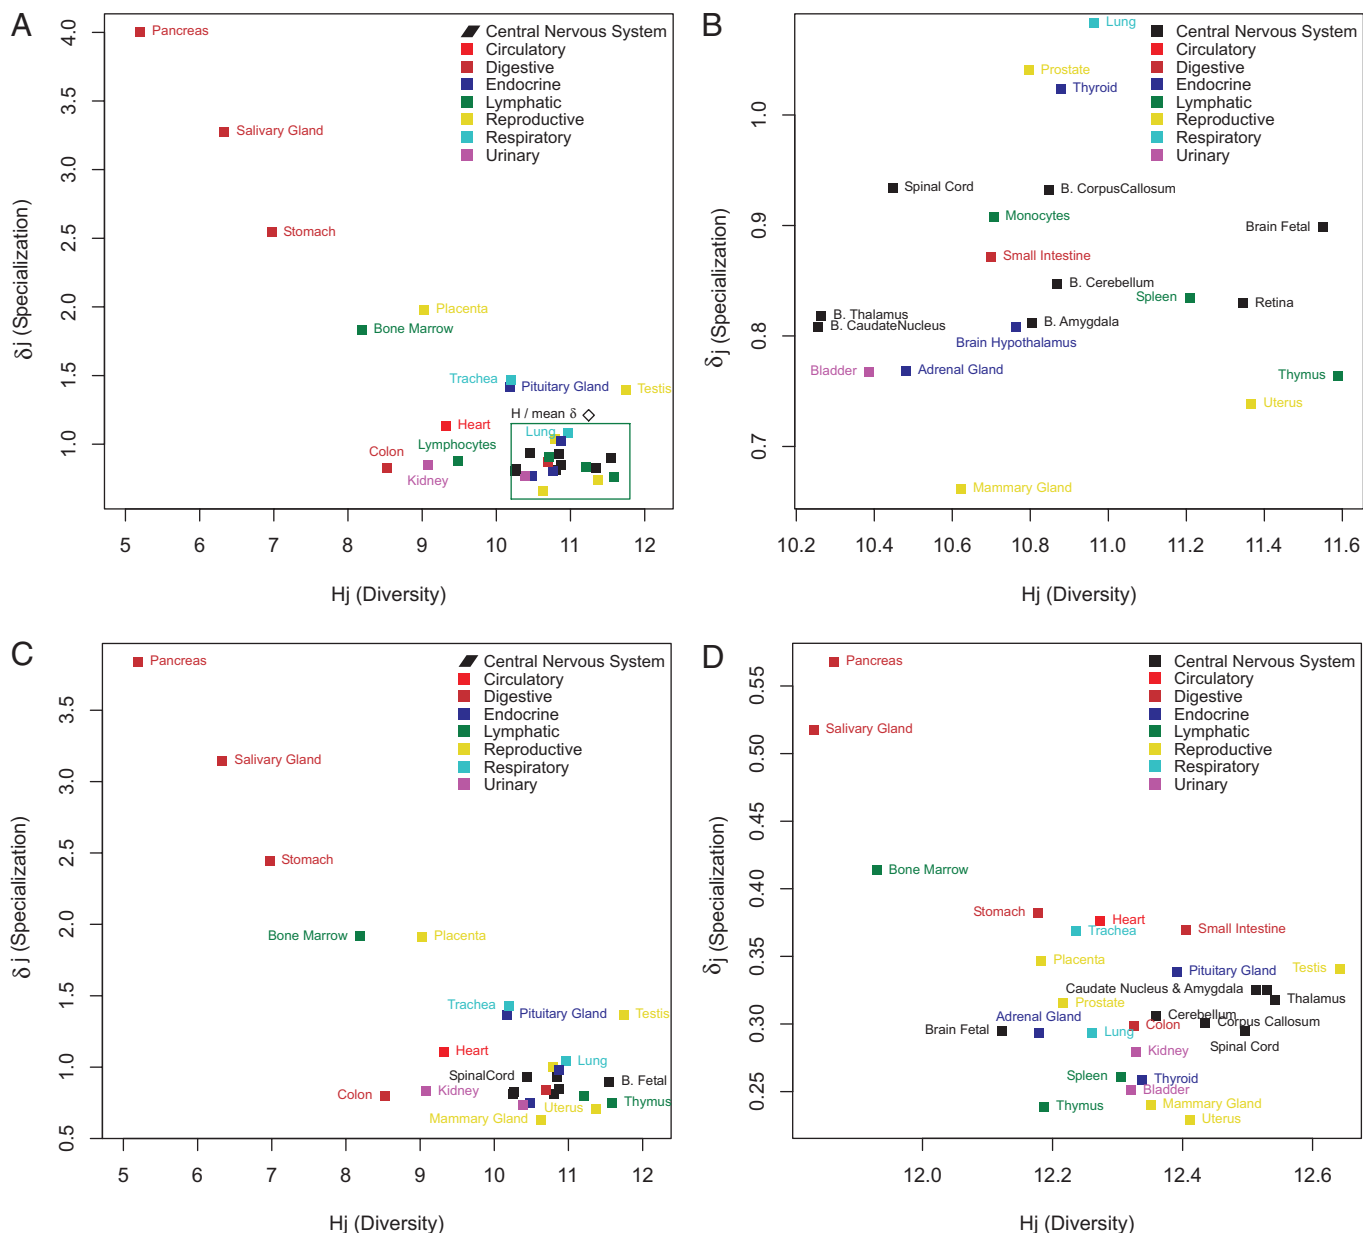 A
4.0
3.5
3.0
2.5
2.0
1.5
1.0
δj (Specialization)
Pancreas
Salivary Gland
Stomach
Placenta
Bone Marrow
Trachea
Pituitary Gland
Testis
H / mean δ
Heart
Lung
Lymphocytes
Colon
Kidney
Central Nervous System
Circulatory
Digestive
Endocrine
Lymphatic
Reproductive
Respiratory
Urinary
5 6 7 8 9 10 11 12
Hj (Diversity)
B
1.0
0.9
0.8
0.7
δj (Specialization)
Lung
Prostate
Thyroid
Spinal Cord
B. CorpusCallosum
Monocytes
Brain Fetal
Small Intestine
B. Cerebellum
Spleen
Retina
B. Thalamus
B. CaudateNucleus
B. Amygdala
Brain Hypothalamus
Bladder
Adrenal Gland
Thymus
Uterus
Mammary Gland
Central Nervous System
Circulatory
Digestive
Endocrine
Lymphatic
Reproductive
Respiratory
Urinary
10.2 10.4 10.6 10.8 11.0 11.2 11.4 11.6
Hj (Diversity)
C
3.5
3.0
2.5
2.0
1.5
1.0
0.5
δj (Specialization)
Pancreas
Salivary Gland
Stomach
Bone Marrow
Placenta
Trachea
Pituitary Gland
Testis
Heart
Lung
SpinalCord
B. Fetal
Colon
Kidney
Thymus
Uterus
Mammary Gland
Central Nervous System
Circulatory
Digestive
Endocrine
Lymphatic
Reproductive
Respiratory
Urinary
5 6 7 8 9 10 11 12
Hj (Diversity)
D
0.55
0.50
0.45
0.40
0.35
0.30
0.25
δj (Specialization)
Pancreas
Salivary Gland
Bone Marrow
Stomach
Heart
Trachea
Small Intestine
Placenta
Pituitary Gland
Testis
Caudate Nucleus & Amygdala
Thalamus
Prostate
Adrenal Gland
Cerebellum
Corpus Callosum
Brain Fetal
Lung
Colon
Spinal Cord
Kidney
Spleen
Thyroid
Bladder
Thymus
Mammary Gland
Uterus
Central Nervous System
Circulatory
Digestive
Endocrine
Lymphatic
Reproductive
Respiratory
Urinary
12.0 12.2 12.4 12.6
Hj (Diversity)